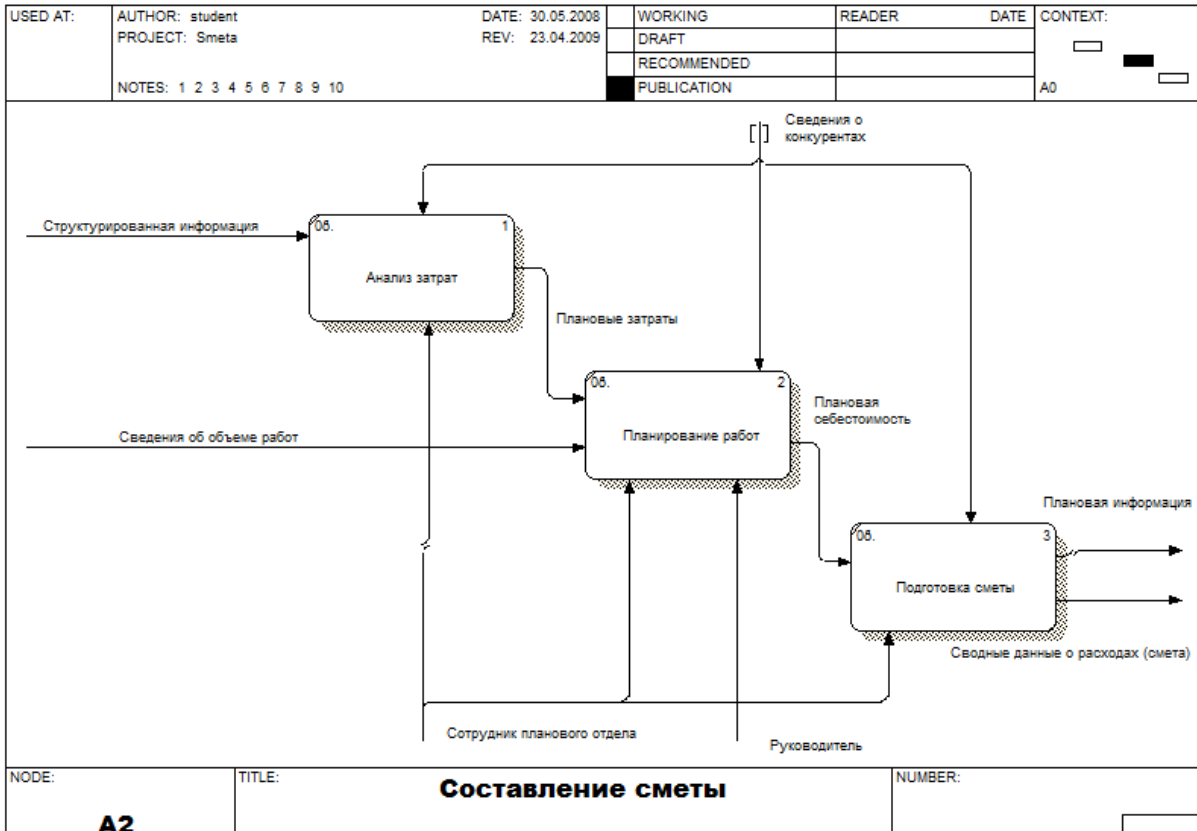 USED AT:
AUTHOR: student
DATE: 30.05.2008
WORKING
READER
DATE
CONTEXT:
PROJECT: Smeta
REV: 23.04.2009
DRAFT
RECOMMENDED
NOTES: 1 2 3 4 5 6 7 8 9 10
PUBLICATION
A0
Сведения о
конкурентах
Структурированная информация
0б.
1
Анализ затрат
Плановые затраты
0б.
2
Плановая
себестоимость
Сведения об объеме работ
Планирование работ
Плановая информация
0б.
3
Подготовка сметы
Сводные данные о расходах (смета)
Сотрудник планового отдела
Руководитель
NODE:
TITLE:
Составление сметы
NUMBER:
A2